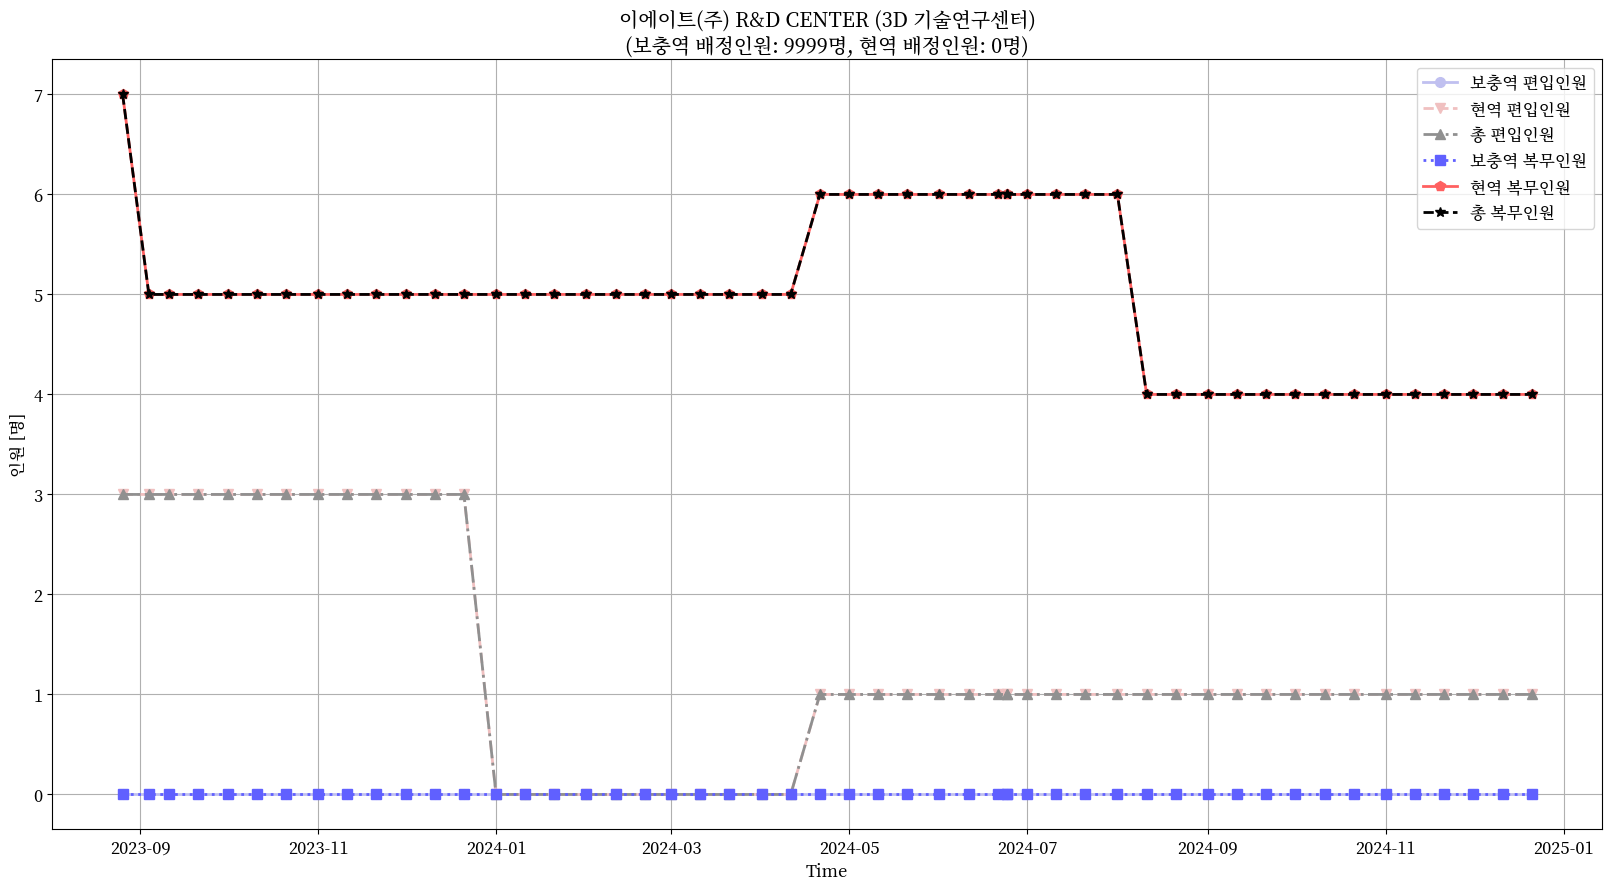 이에이트(주) R&D CENTER (3D 기술연구센터)
(보충역 배정인원: 9999명, 현역 배정인원: 0명)
보충역 편입인원
현역 편입인원
총 편입인원
보충역 복무인원
현역 복무인원
총 복무인원
인원 [명]
7
6
5
4
3
2
1
0
2023-09
2023-11
2024-01
2024-03
2024-05
2024-07
2024-09
2024-11
2025-01
Time